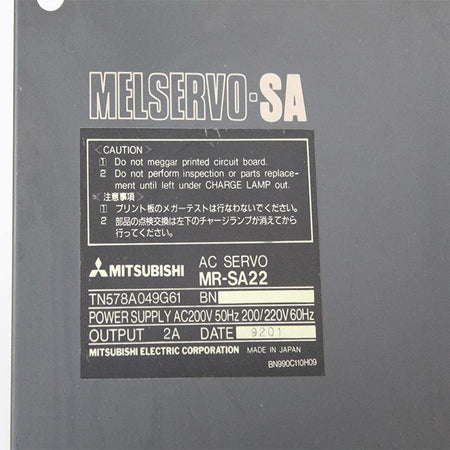 MELSERVO-SA
〈CAUTION〉
1 Do not meggar printed circuit board.
2 Do not perform inspection or parts replace-
ment until left under CHARGE LAMP out.
〈注意事項〉
1 プリント板のメガーテストは行なわないでください。
2 部品の点検交換は左下のチャージランプが消えてから
行ってください。
MITSUBISHI AC SERVO
MR-SA22
TN578A049G61 BN
POWER SUPPLY AC200V 50Hz 200/220V 60Hz
OUTPUT 2A DATE 9201
MITSUBISHI ELECTRIC CORPORATION MADE IN JAPAN
BN990C110H09